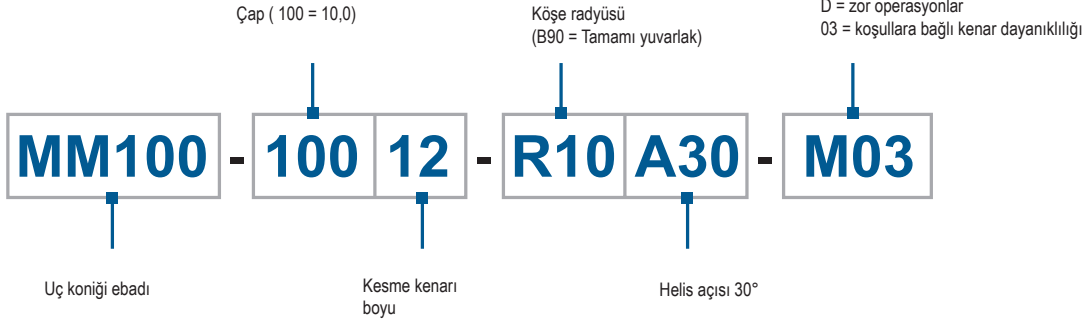 Çap ( 100 = 10,0)
Köşe radyüsü
(B90 = Tamamı yuvarlak)
D = zor operasyonlar
03 = koşullara bağlı kenar dayanıklılığı
MM100 - 100 12 - R10 A30 - M03
Uç koniği ebadı
Kesme kenarı
boyu
Helis açısı 30°